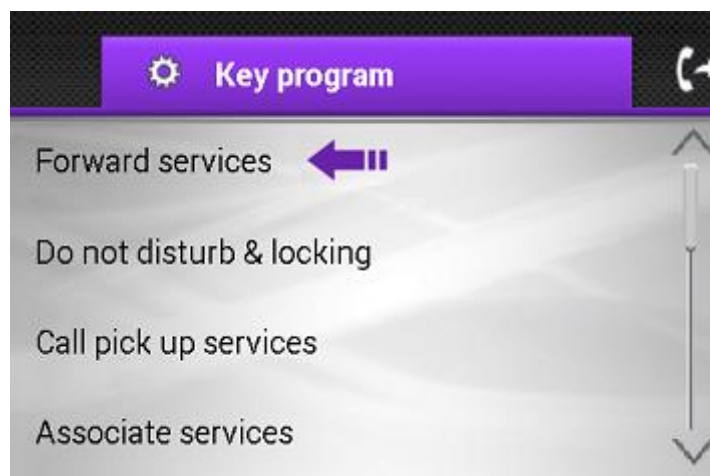 Key program
Forward services
Do not disturb & locking
Call pick up services
Associate services